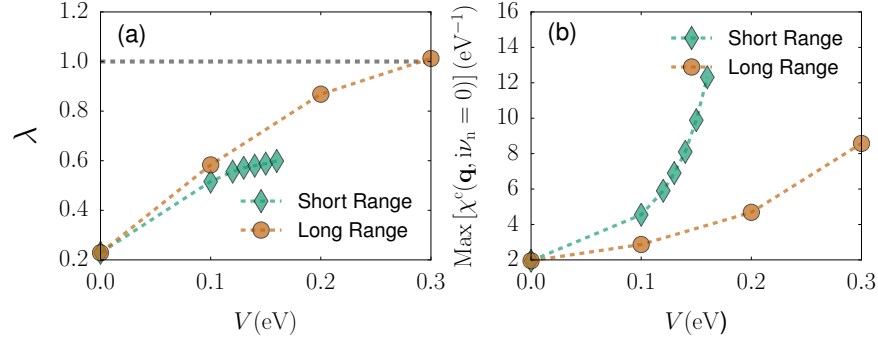 (a)
1.2
1.0
0.8
0.6
0.4
0.2
λ
Short Range
Long Range
0.0 0.1 0.2 0.3
V(eV)
(b)
16
14
12
10
8
6
4
2
Max [χᶜ(q, iνₙ = 0)] (eV⁻¹)
Short Range
Long Range
0.0 0.1 0.2 0.3
V(eV)